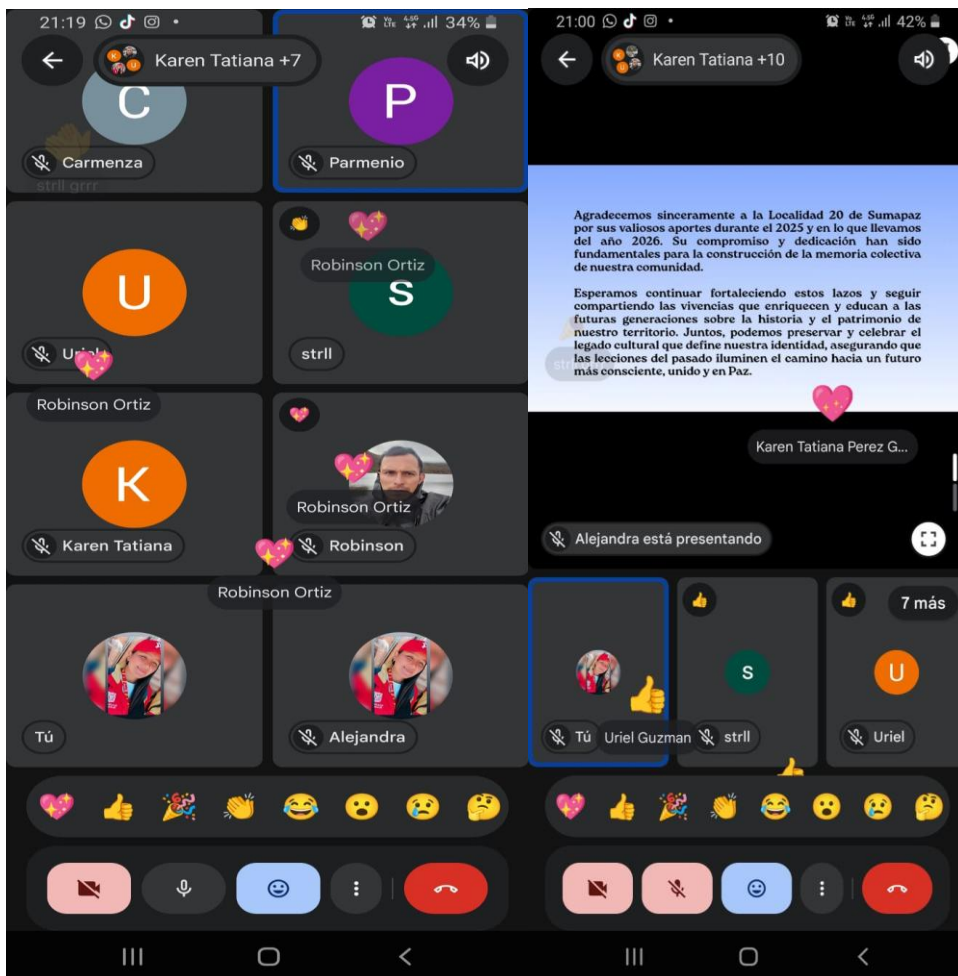 21:19
34%
Karen Tatiana +7
C
P
Carmenza
Parmenio
strll grrr
U
Robinson Ortiz
S
Uriel
strll
Robinson Ortiz
K
Robinson Ortiz
Karen Tatiana
Robinson
Robinson Ortiz
Tú
Alejandra
21:00
42%
Karen Tatiana +10
Agradecemos sinceramente a la Localidad 20 de Sumapaz
por sus valiosos aportes durante el 2025 y en lo que llevamos
del año 2026. Su compromiso y dedicación han sido
fundamentales para la construcción de la memoria colectiva
de nuestra comunidad.
Esperamos continuar fortaleciendo estos lazos y seguir
compartiendo las vivencias que enriquecen y educan a las
futuras generaciones sobre la historia y el patrimonio de
nuestro territorio. Juntos, podemos preservar y celebrar el
legado cultural que define nuestra identidad, asegurando que
las lecciones del pasado iluminen el camino hacia un futuro
más consciente, unido y en Paz.
Karen Tatiana Perez G...
Alejandra está presentando
7 más
S
U
Tú
Uriel Guzman
strll
Uriel